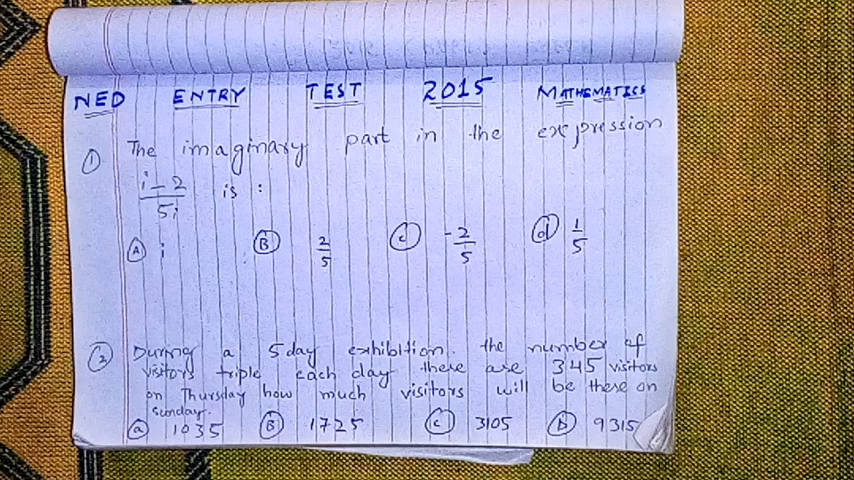 NED ENTRY TEST 2015 MATHEMATICS
① The imaginary part in the expression
i-2/5i is :
Ⓐ i Ⓑ 2/5 Ⓒ -2/5 ⓓ 1/5
② During a 5 day exhibition. the number of
visitors triple each day there are 345 visitors
on Thursday how much visitors will be there on
sunday.
ⓐ 1035 Ⓑ 1725 Ⓒ 3105 Ⓓ 9315